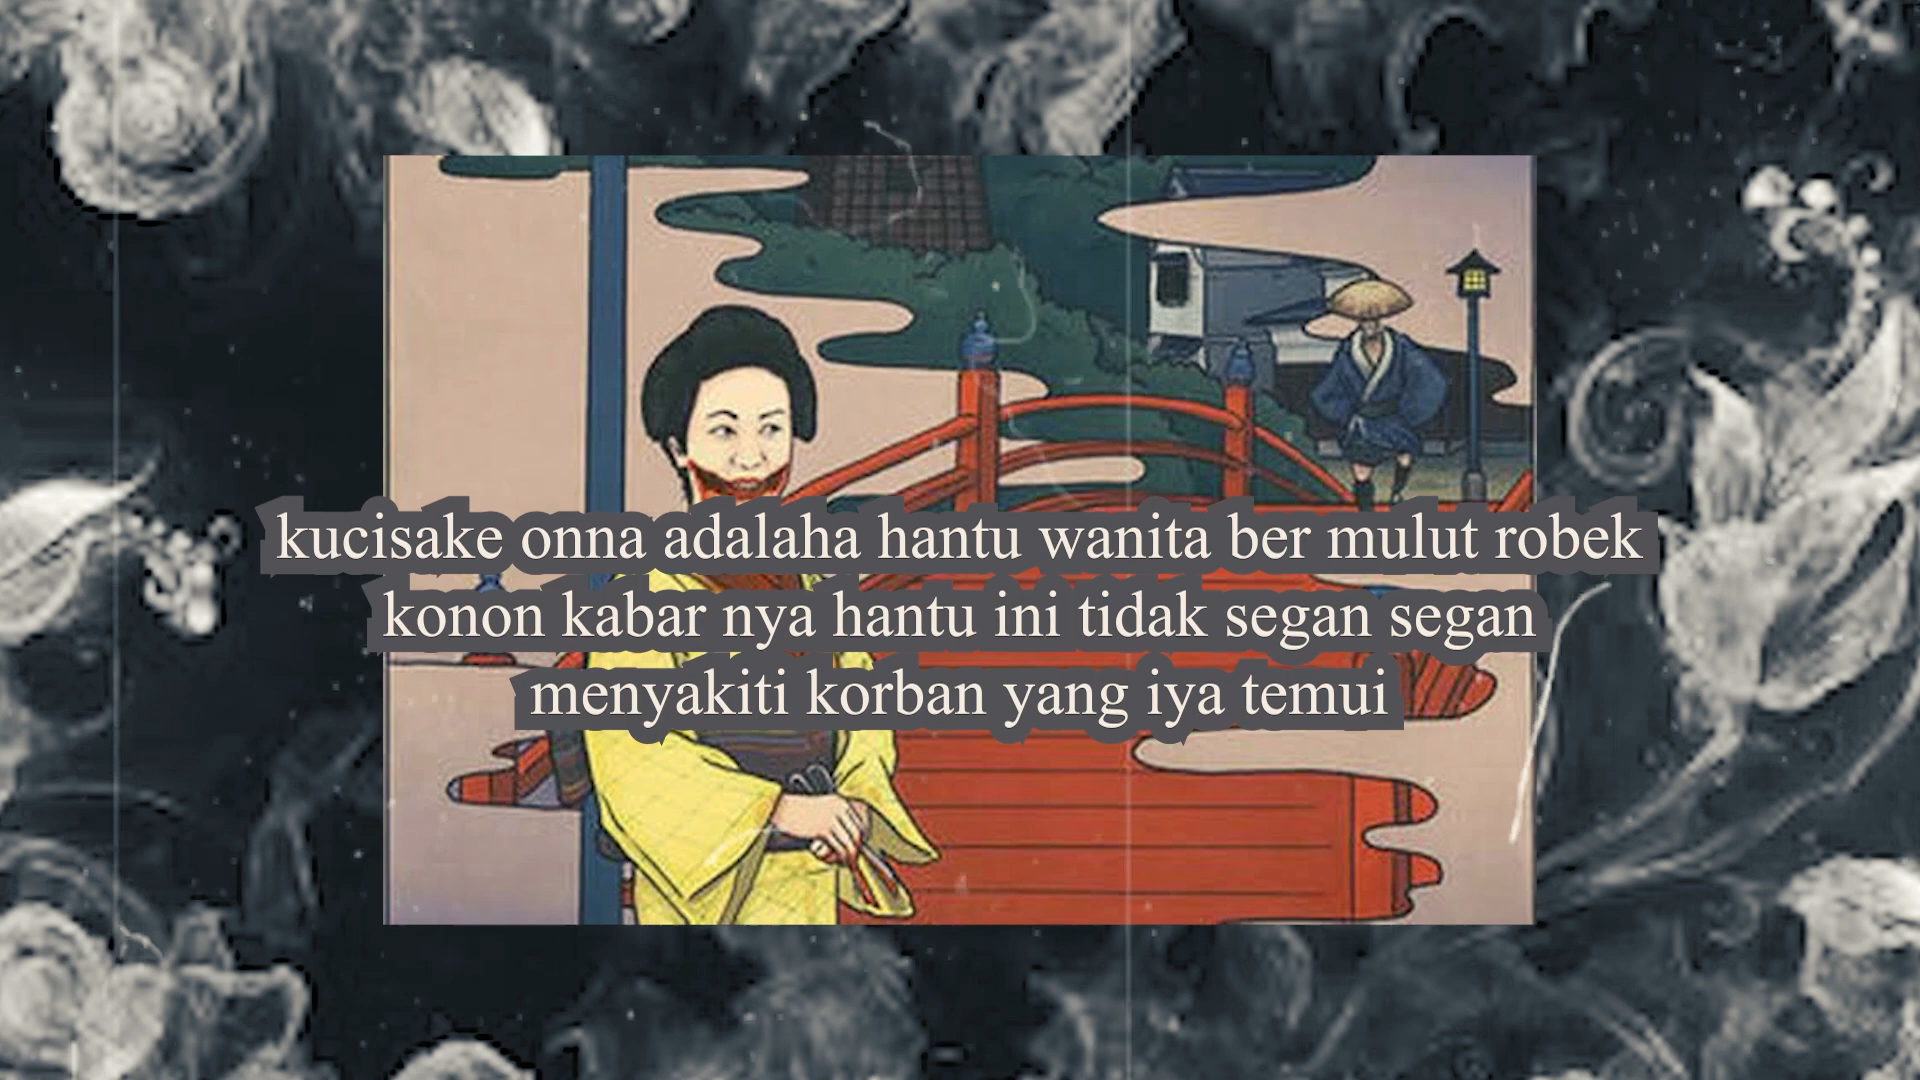 kucisake onna adalaha hantu wanita ber mulut robek
konon kabar nya hantu ini tidak segan segan
menyakiti korban yang iya temui